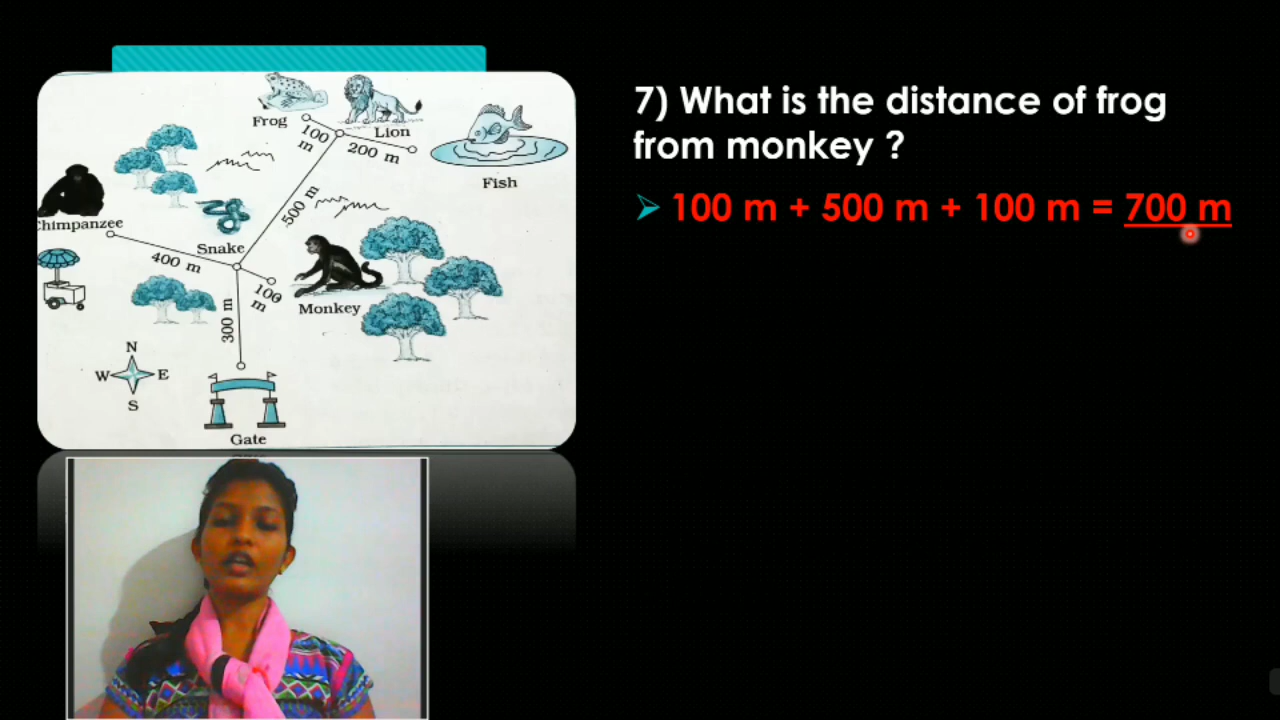 7) What is the distance of frog
from monkey ?
100 m + 500 m + 100 m = 700 m
Frog
100
m
Lion
200 m
Fish
500 m
Chimpanzee
Snake
400 m
100
m
Monkey
300 m
N
W E
S
Gate